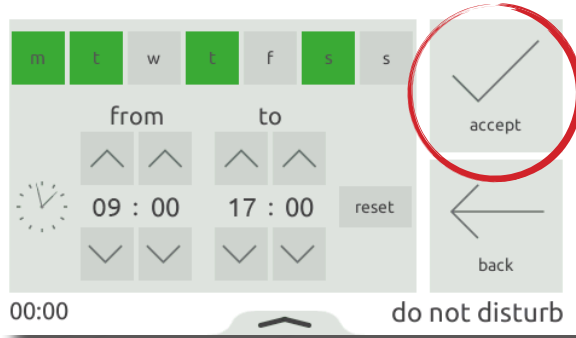 m t w t f s s
from to
accept
09 : 00 17 : 00 reset
back
00:00 do not disturb